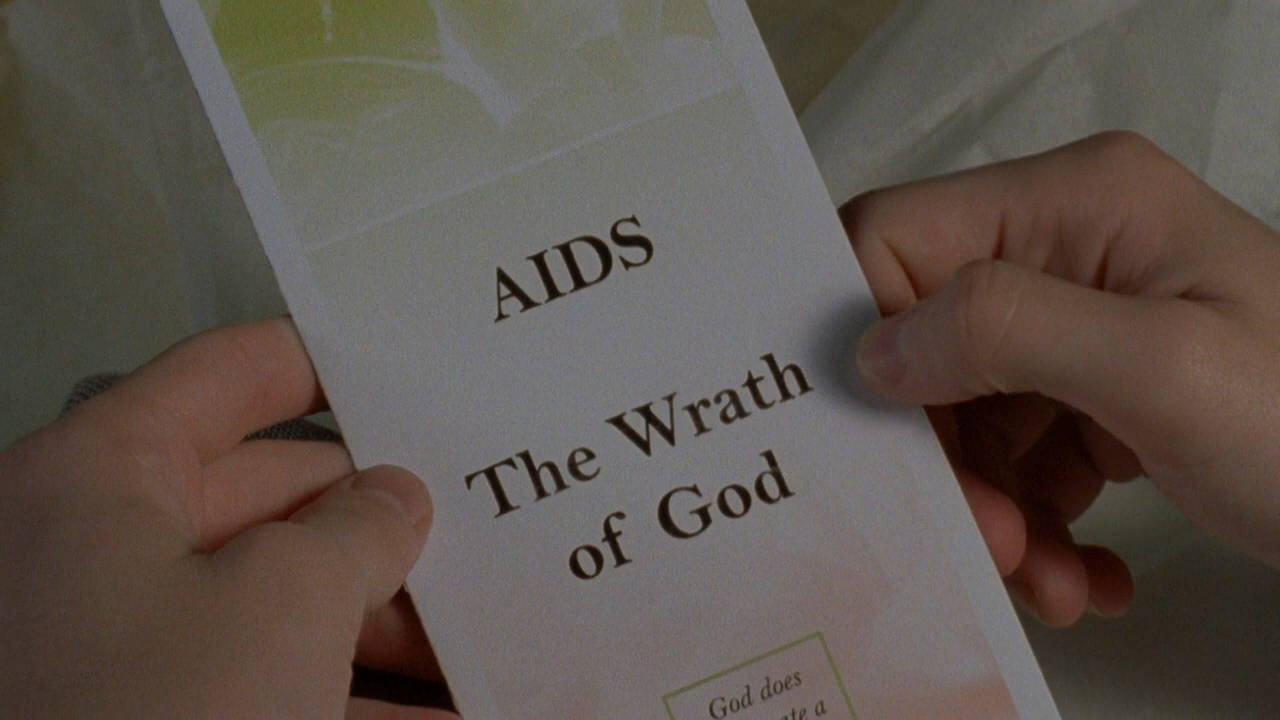 AIDS
The Wrath
of God
God does
a